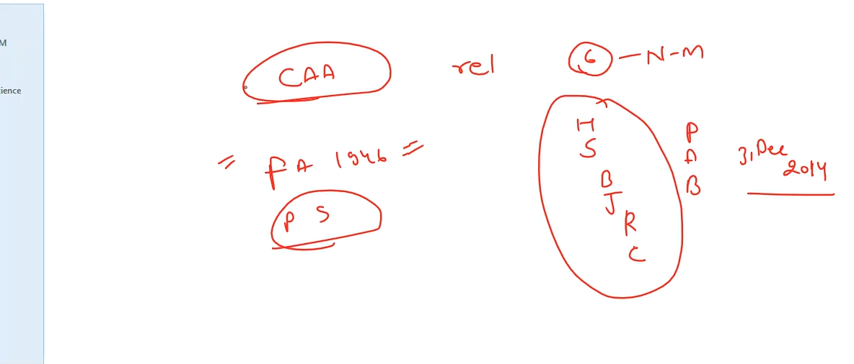 M
ience
CAA rel 6 – N-M
= FA 1946 =
P S
H
S
B
J
R
C
P
A
B
31 Dec
2014